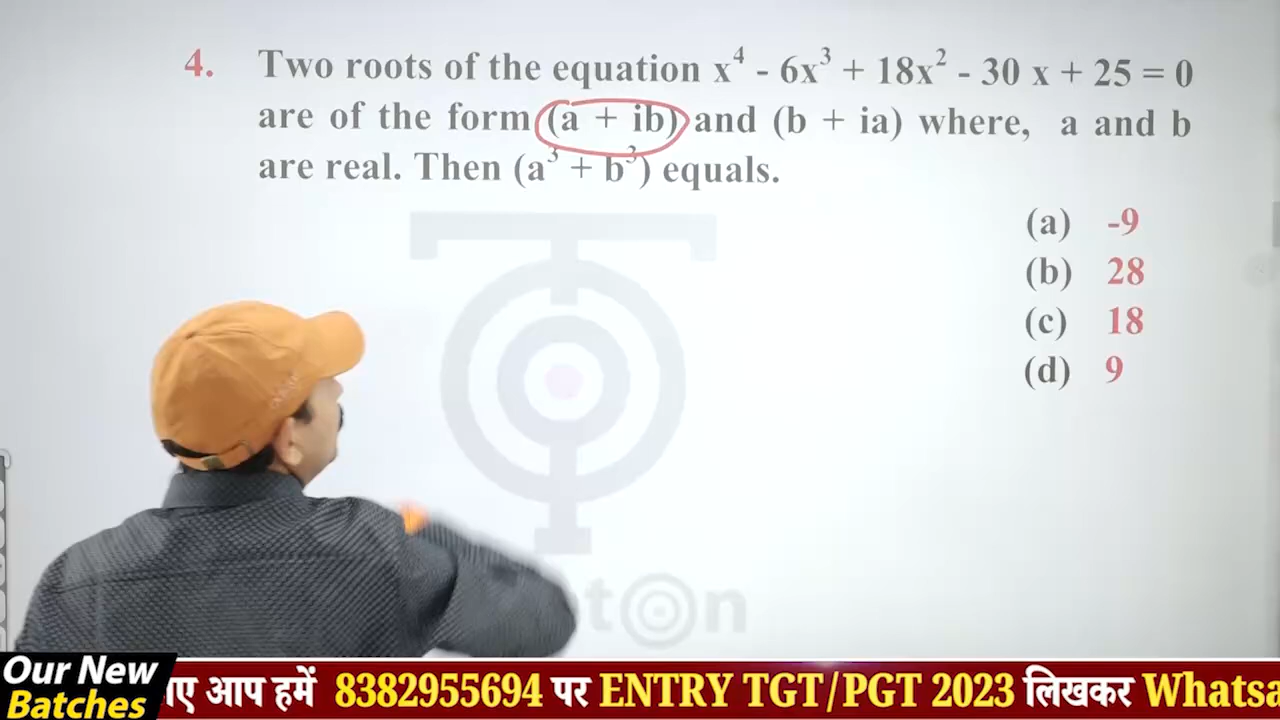 4. Two roots of the equation x⁴ - 6x³ + 18x² - 30 x + 25 = 0
are of the form (a + ib) and (b + ia) where, a and b
are real. Then (a³ + b³) equals.
(a) -9
(b) 28
(c) 18
(d) 9
Our New
Batches
आप हमें 8382955694 पर ENTRY TGT/PGT 2023 लिखकर